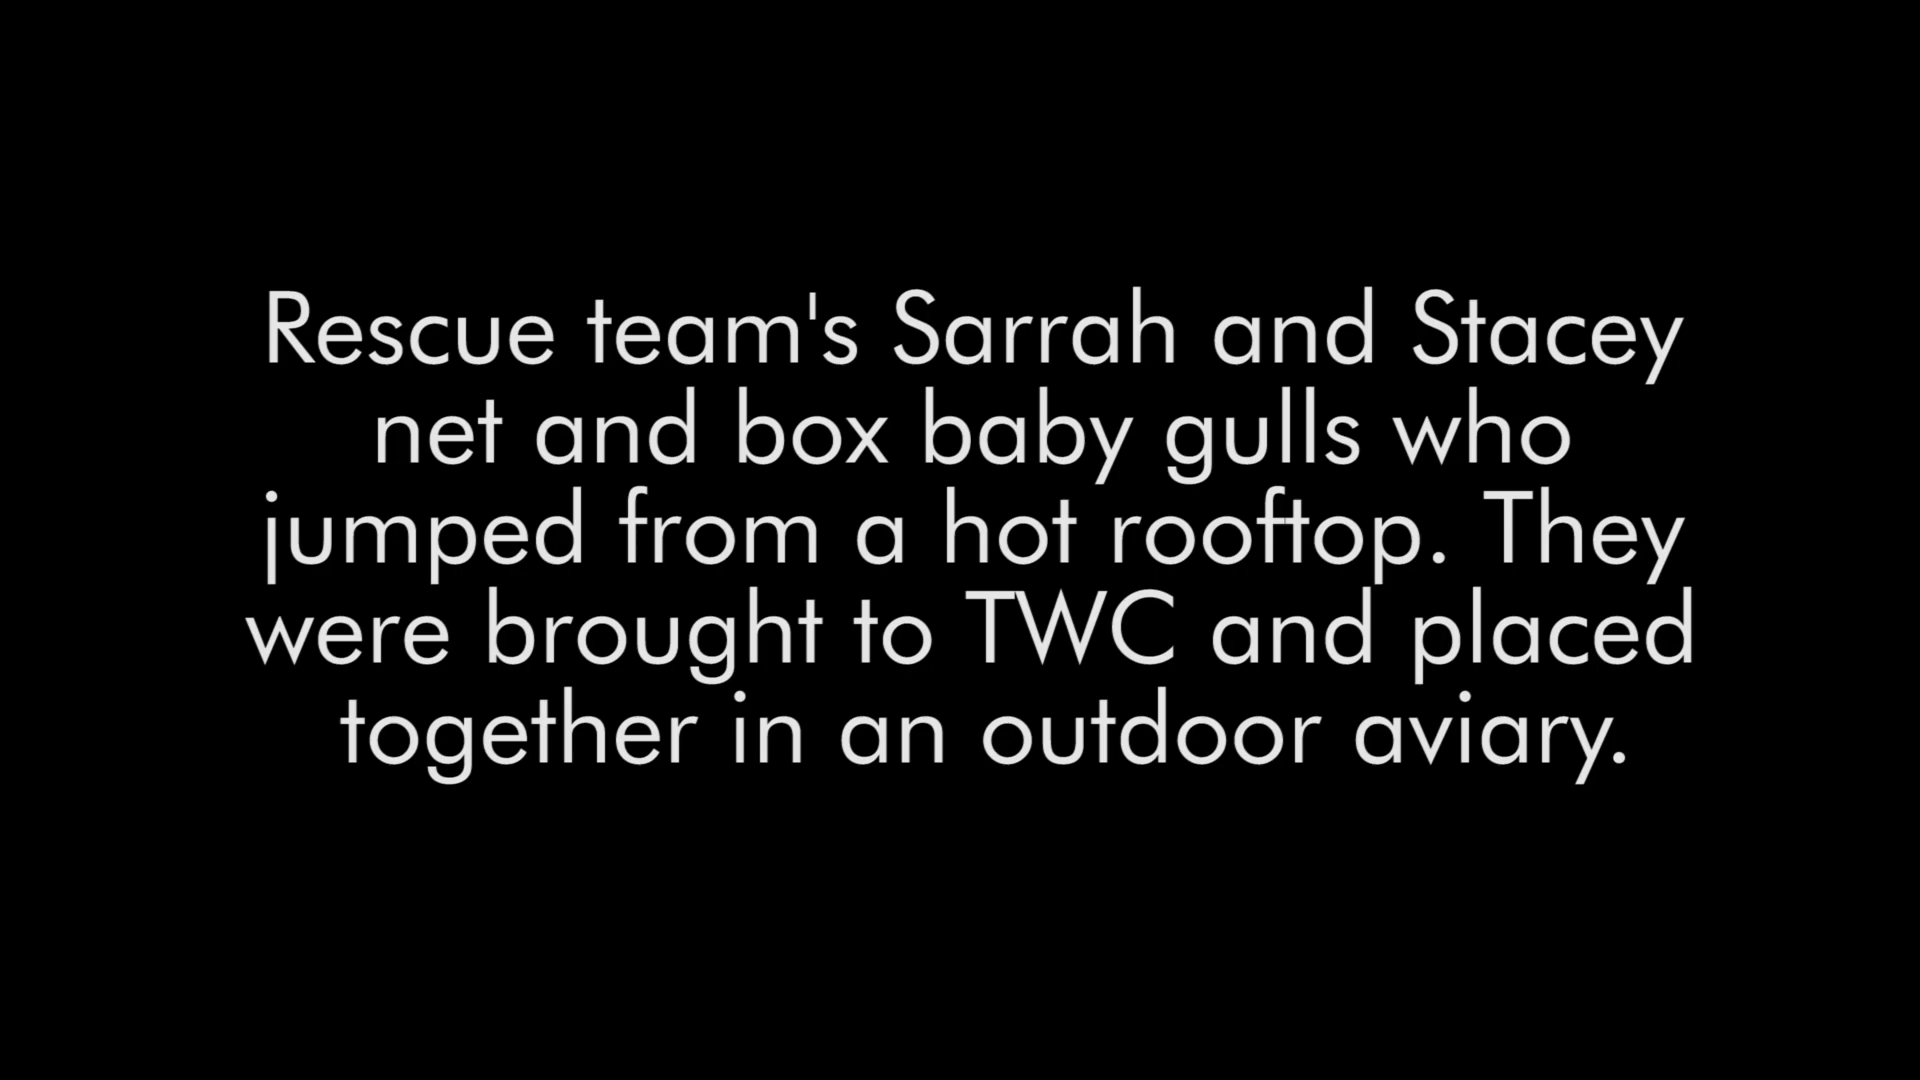 Rescue team's Sarrah and Stacey
net and box baby gulls who
jumped from a hot rooftop. They
were brought to TWC and placed
together in an outdoor aviary.